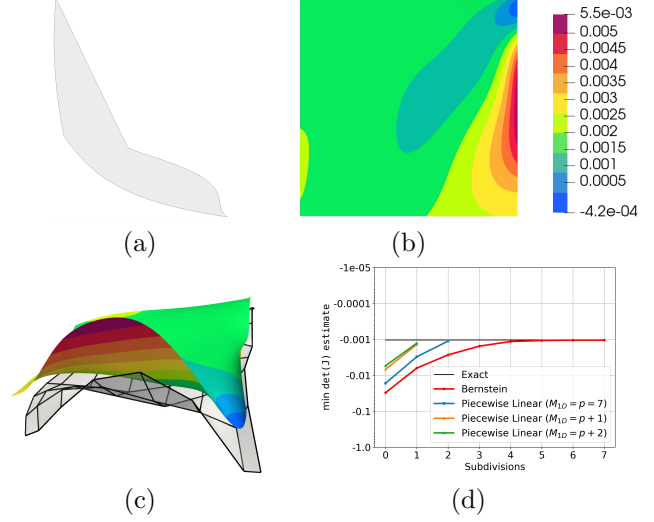 5.5e-03
0.005
0.0045
0.004
0.0035
0.003
0.0025
0.002
0.0015
0.001
0.0005
-4.2e-04
(a)
(b)
-1e-05
-0.0001
-0.001
-0.01
-0.1
-1.0
min det(J) estimate
Exact
Bernstein
Piecewise Linear (M1D = p = 7)
Piecewise Linear (M1D = p + 1)
Piecewise Linear (M1D = p + 2)
0 1 2 3 4 5 6 7
Subdivisions
(c)
(d)